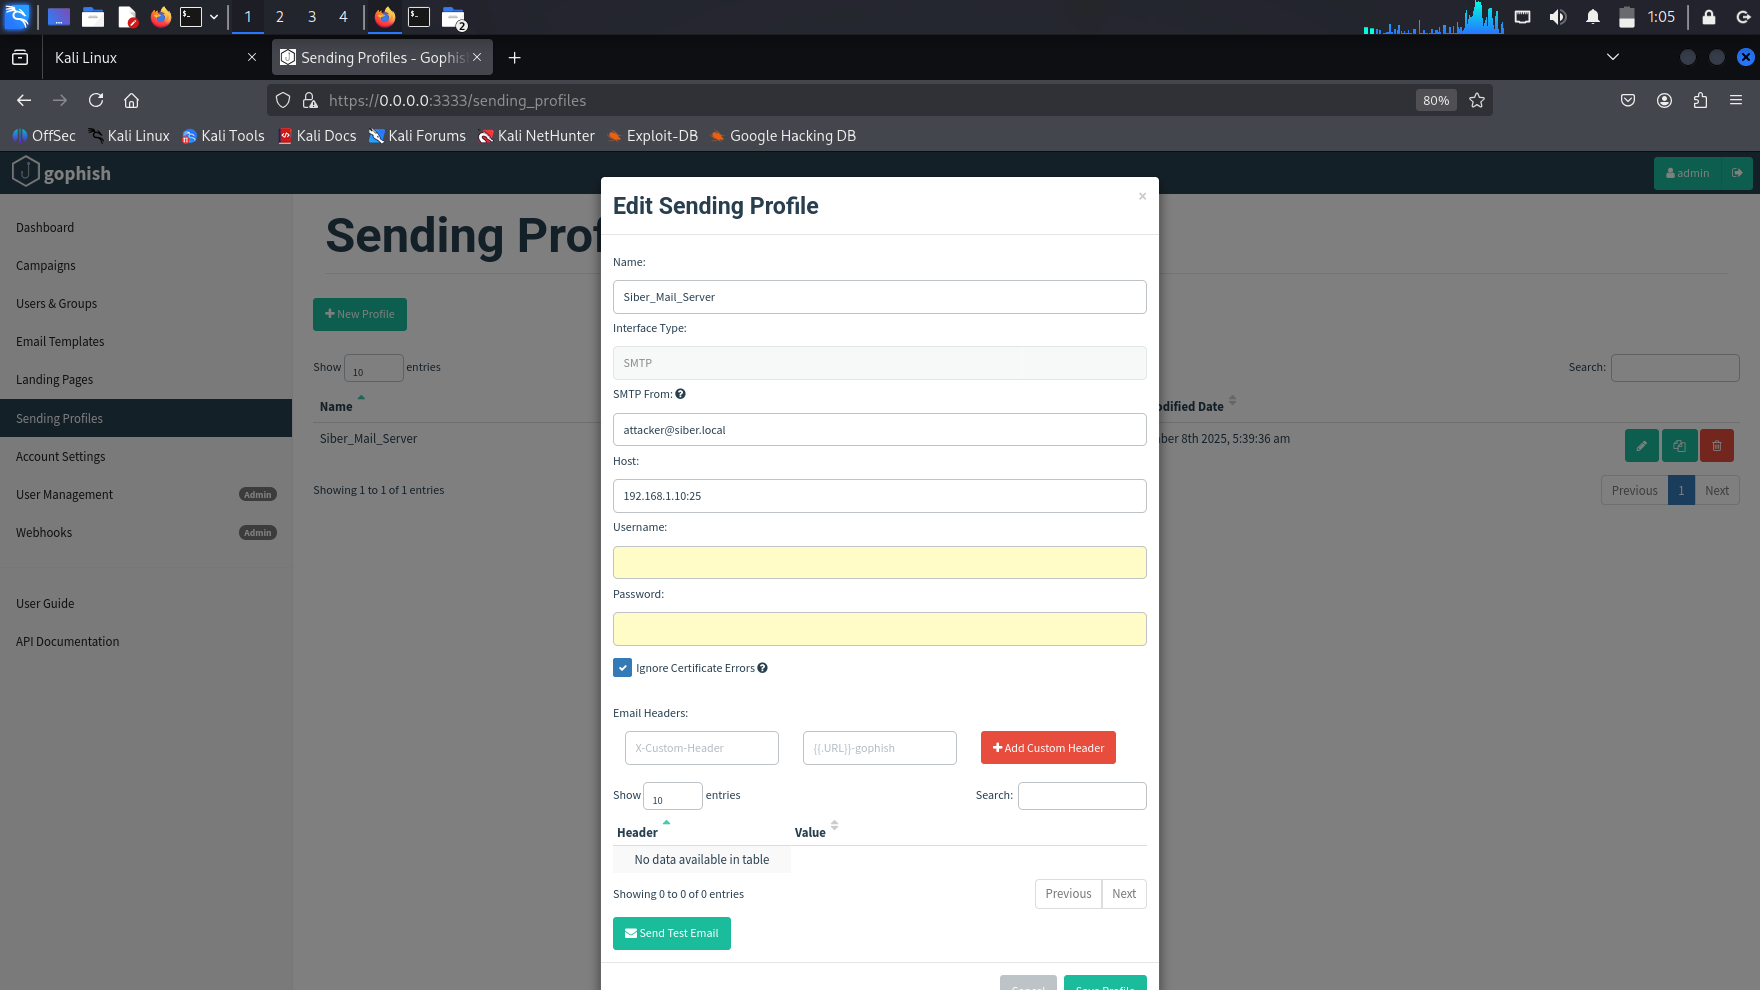 1 2 3 4 2 1:05
Kali Linux
Sending Profiles - Gophis
https://0.0.0.0:3333/sending_profiles 80%
OffSec Kali Linux Kali Tools Kali Docs Kali Forums Kali NetHunter Exploit-DB Google Hacking DB
gophish
admin
Dashboard
Campaigns
Users & Groups
Email Templates
Landing Pages
Sending Profiles
Account Settings
User Management Admin
Webhooks Admin
User Guide
API Documentation
Sending Prof
New Profile
Show 10 entries
Search:
Name
odified Date
Siber_Mail_Server
ber 8th 2025, 5:39:36 am
Showing 1 to 1 of 1 entries
Previous 1 Next
Edit Sending Profile
×
Name:
Siber_Mail_Server
Interface Type:
SMTP
SMTP From:
attacker@siber.local
Host:
192.168.1.10:25
Username:
Password:
Ignore Certificate Errors
Email Headers:
X-Custom-Header
{{.URL}}-gophish
Add Custom Header
Show 10 entries
Search:
Header Value
No data available in table
Showing 0 to 0 of 0 entries
Previous Next
Send Test Email
Cancel Save Profile